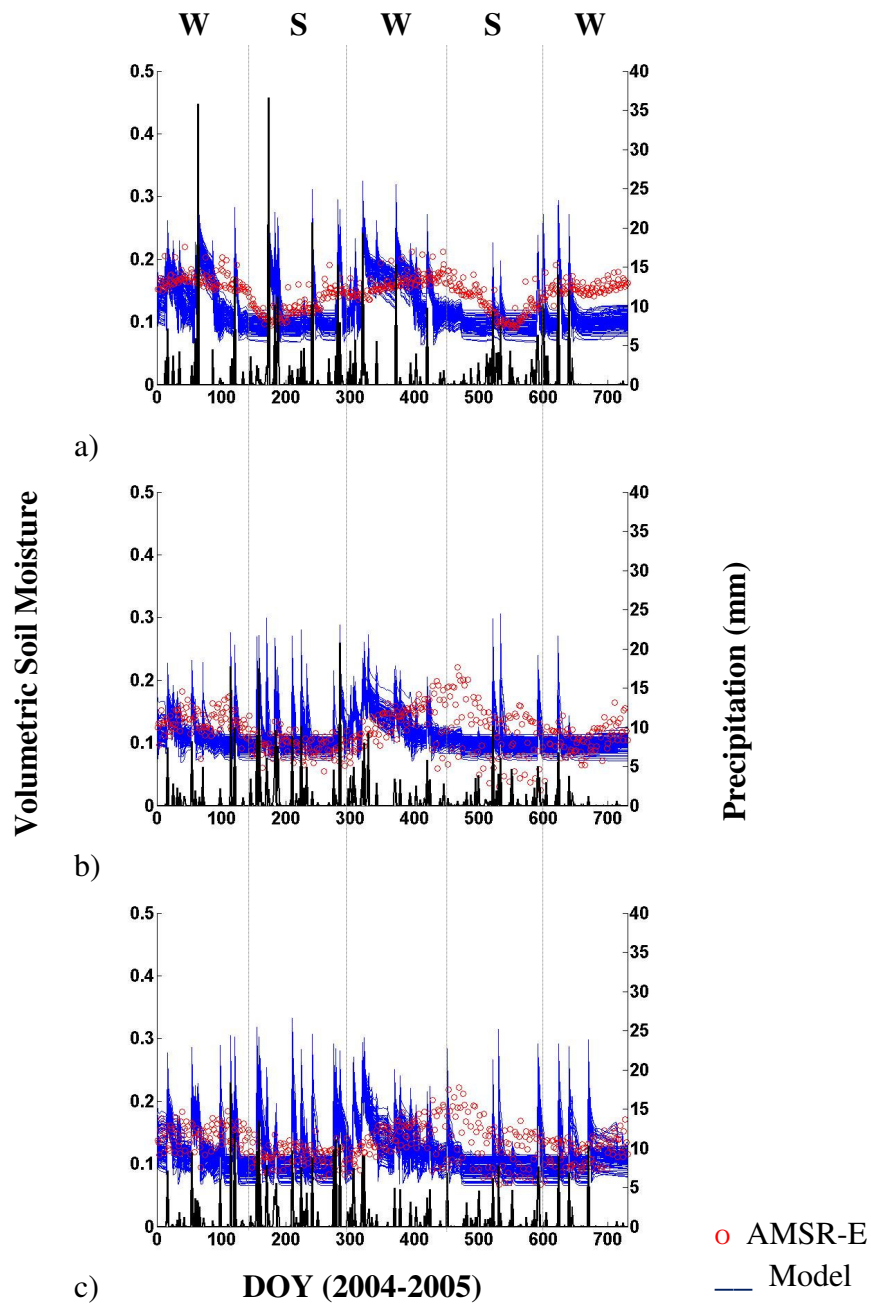 W S W S W
0.5 40
35
0.4
30
0.3 25
20
0.2 15
0.1 10
5
0 0
0 100 200 300 400 500 600 700
a)
0.5 40
35
0.4
30
0.3 25
20
0.2 15
0.1 10
5
0 0
0 100 200 300 400 500 600 700
Volumetric Soil Moisture
Precipitation (mm)
b)
0.5 40
35
0.4
30
0.3 25
20
0.2 15
0.1 10
5
0 0
0 100 200 300 400 500 600 700
c) DOY (2004-2005)
o AMSR-E
Model